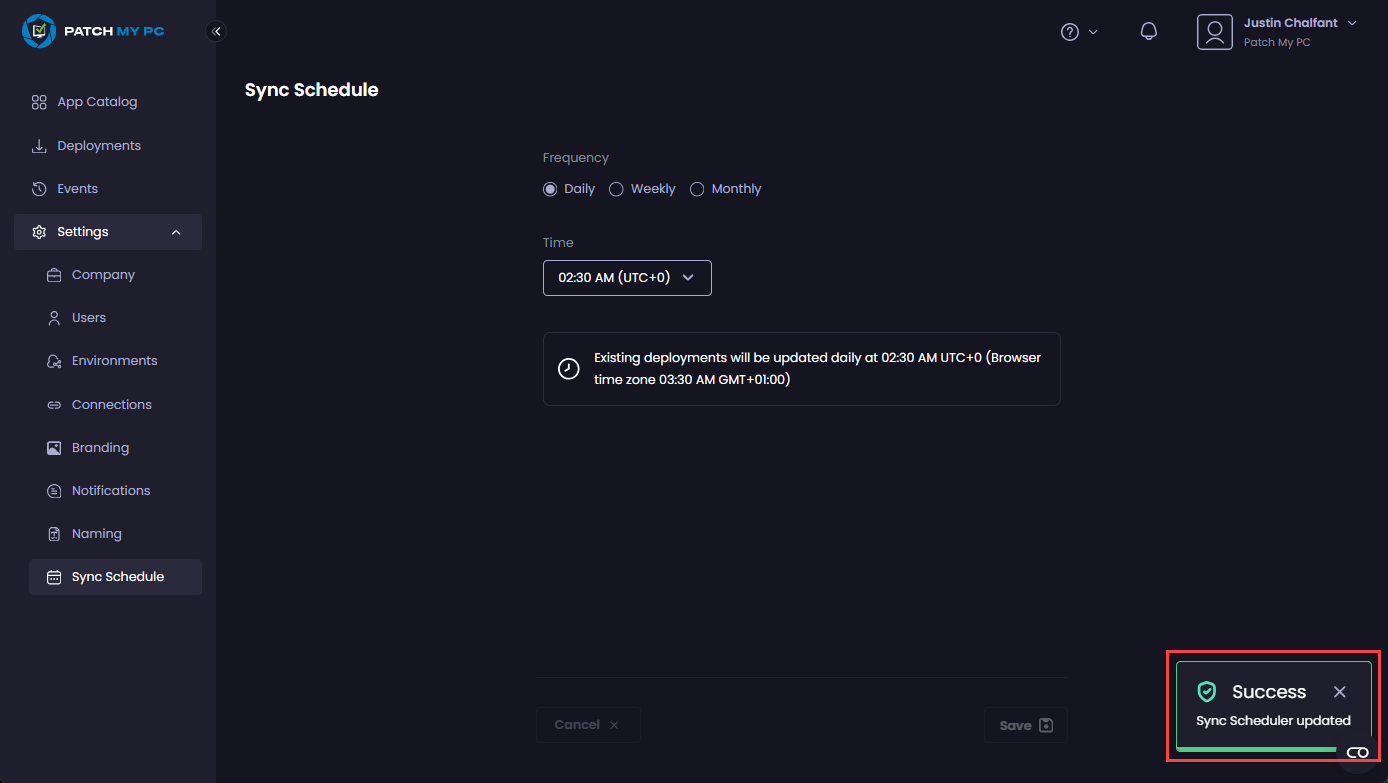 PATCH MY PC
Justin Chalfant
Patch My PC
App Catalog
Deployments
Events
Settings
Company
Users
Environments
Connections
Branding
Notifications
Naming
Sync Schedule
Sync Schedule
Frequency
Daily Weekly Monthly
Time
02:30 AM (UTC+0)
Existing deployments will be updated daily at 02:30 AM UTC+0 (Browser
time zone 03:30 AM GMT+01:00)
Cancel
Save
Success
Sync Scheduler updated